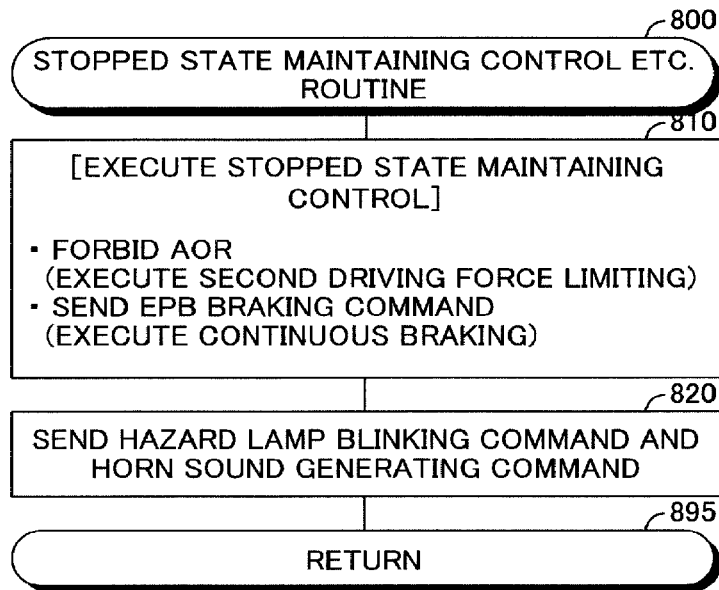 800
STOPPED STATE MAINTAINING CONTROL ETC.
ROUTINE
810
[EXECUTE STOPPED STATE MAINTAINING
CONTROL]
・ FORBID AOR
(EXECUTE SECOND DRIVING FORCE LIMITING)
・ SEND EPB BRAKING COMMAND
(EXECUTE CONTINUOUS BRAKING)
820
SEND HAZARD LAMP BLINKING COMMAND AND
HORN SOUND GENERATING COMMAND
895
RETURN